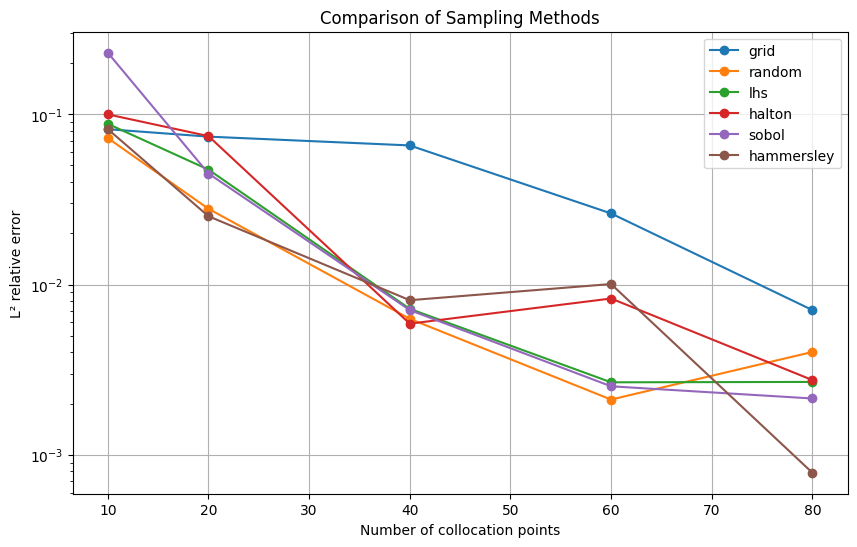 Comparison of Sampling Methods
L² relative error
10⁻¹
10⁻²
10⁻³
grid
random
lhs
halton
sobol
hammersley
10 20 30 40 50 60 70 80
Number of collocation points